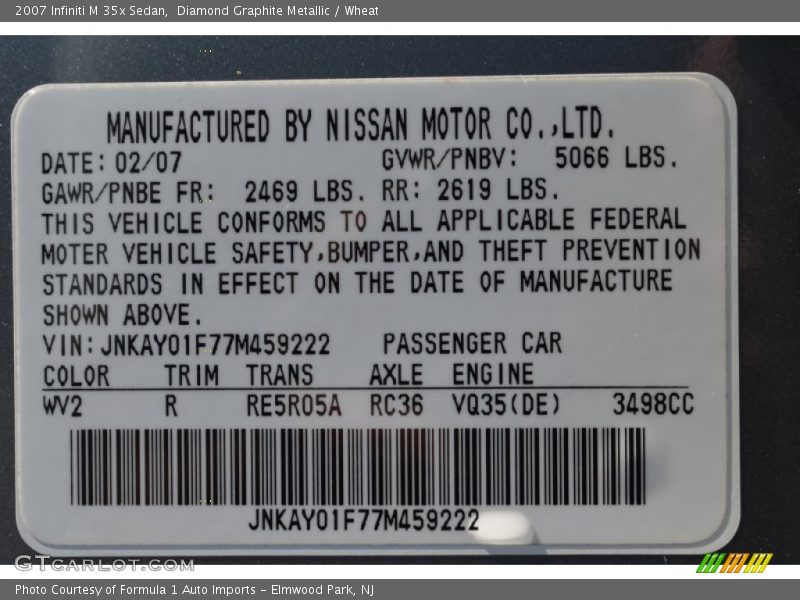 2007 Infiniti M 35x Sedan, Diamond Graphite Metallic / Wheat
MANUFACTURED BY NISSAN MOTOR CO.,LTD.
DATE: 02/07 GVWR/PNBV: 5066 LBS.
GAWR/PNBE FR: 2469 LBS. RR: 2619 LBS.
THIS VEHICLE CONFORMS TO ALL APPLICABLE FEDERAL
MOTER VEHICLE SAFETY,BUMPER,AND THEFT PREVENTION
STANDARDS IN EFFECT ON THE DATE OF MANUFACTURE
SHOWN ABOVE.
VIN: JNKAY01F77M459222 PASSENGER CAR
COLOR TRIM TRANS AXLE ENGINE
WV2 R RE5R05A RC36 VQ35(DE) 3498CC
JNKAY01F77M459222
GTcarlot.com
Photo Courtesy of Formula 1 Auto Imports - Elmwood Park, NJ